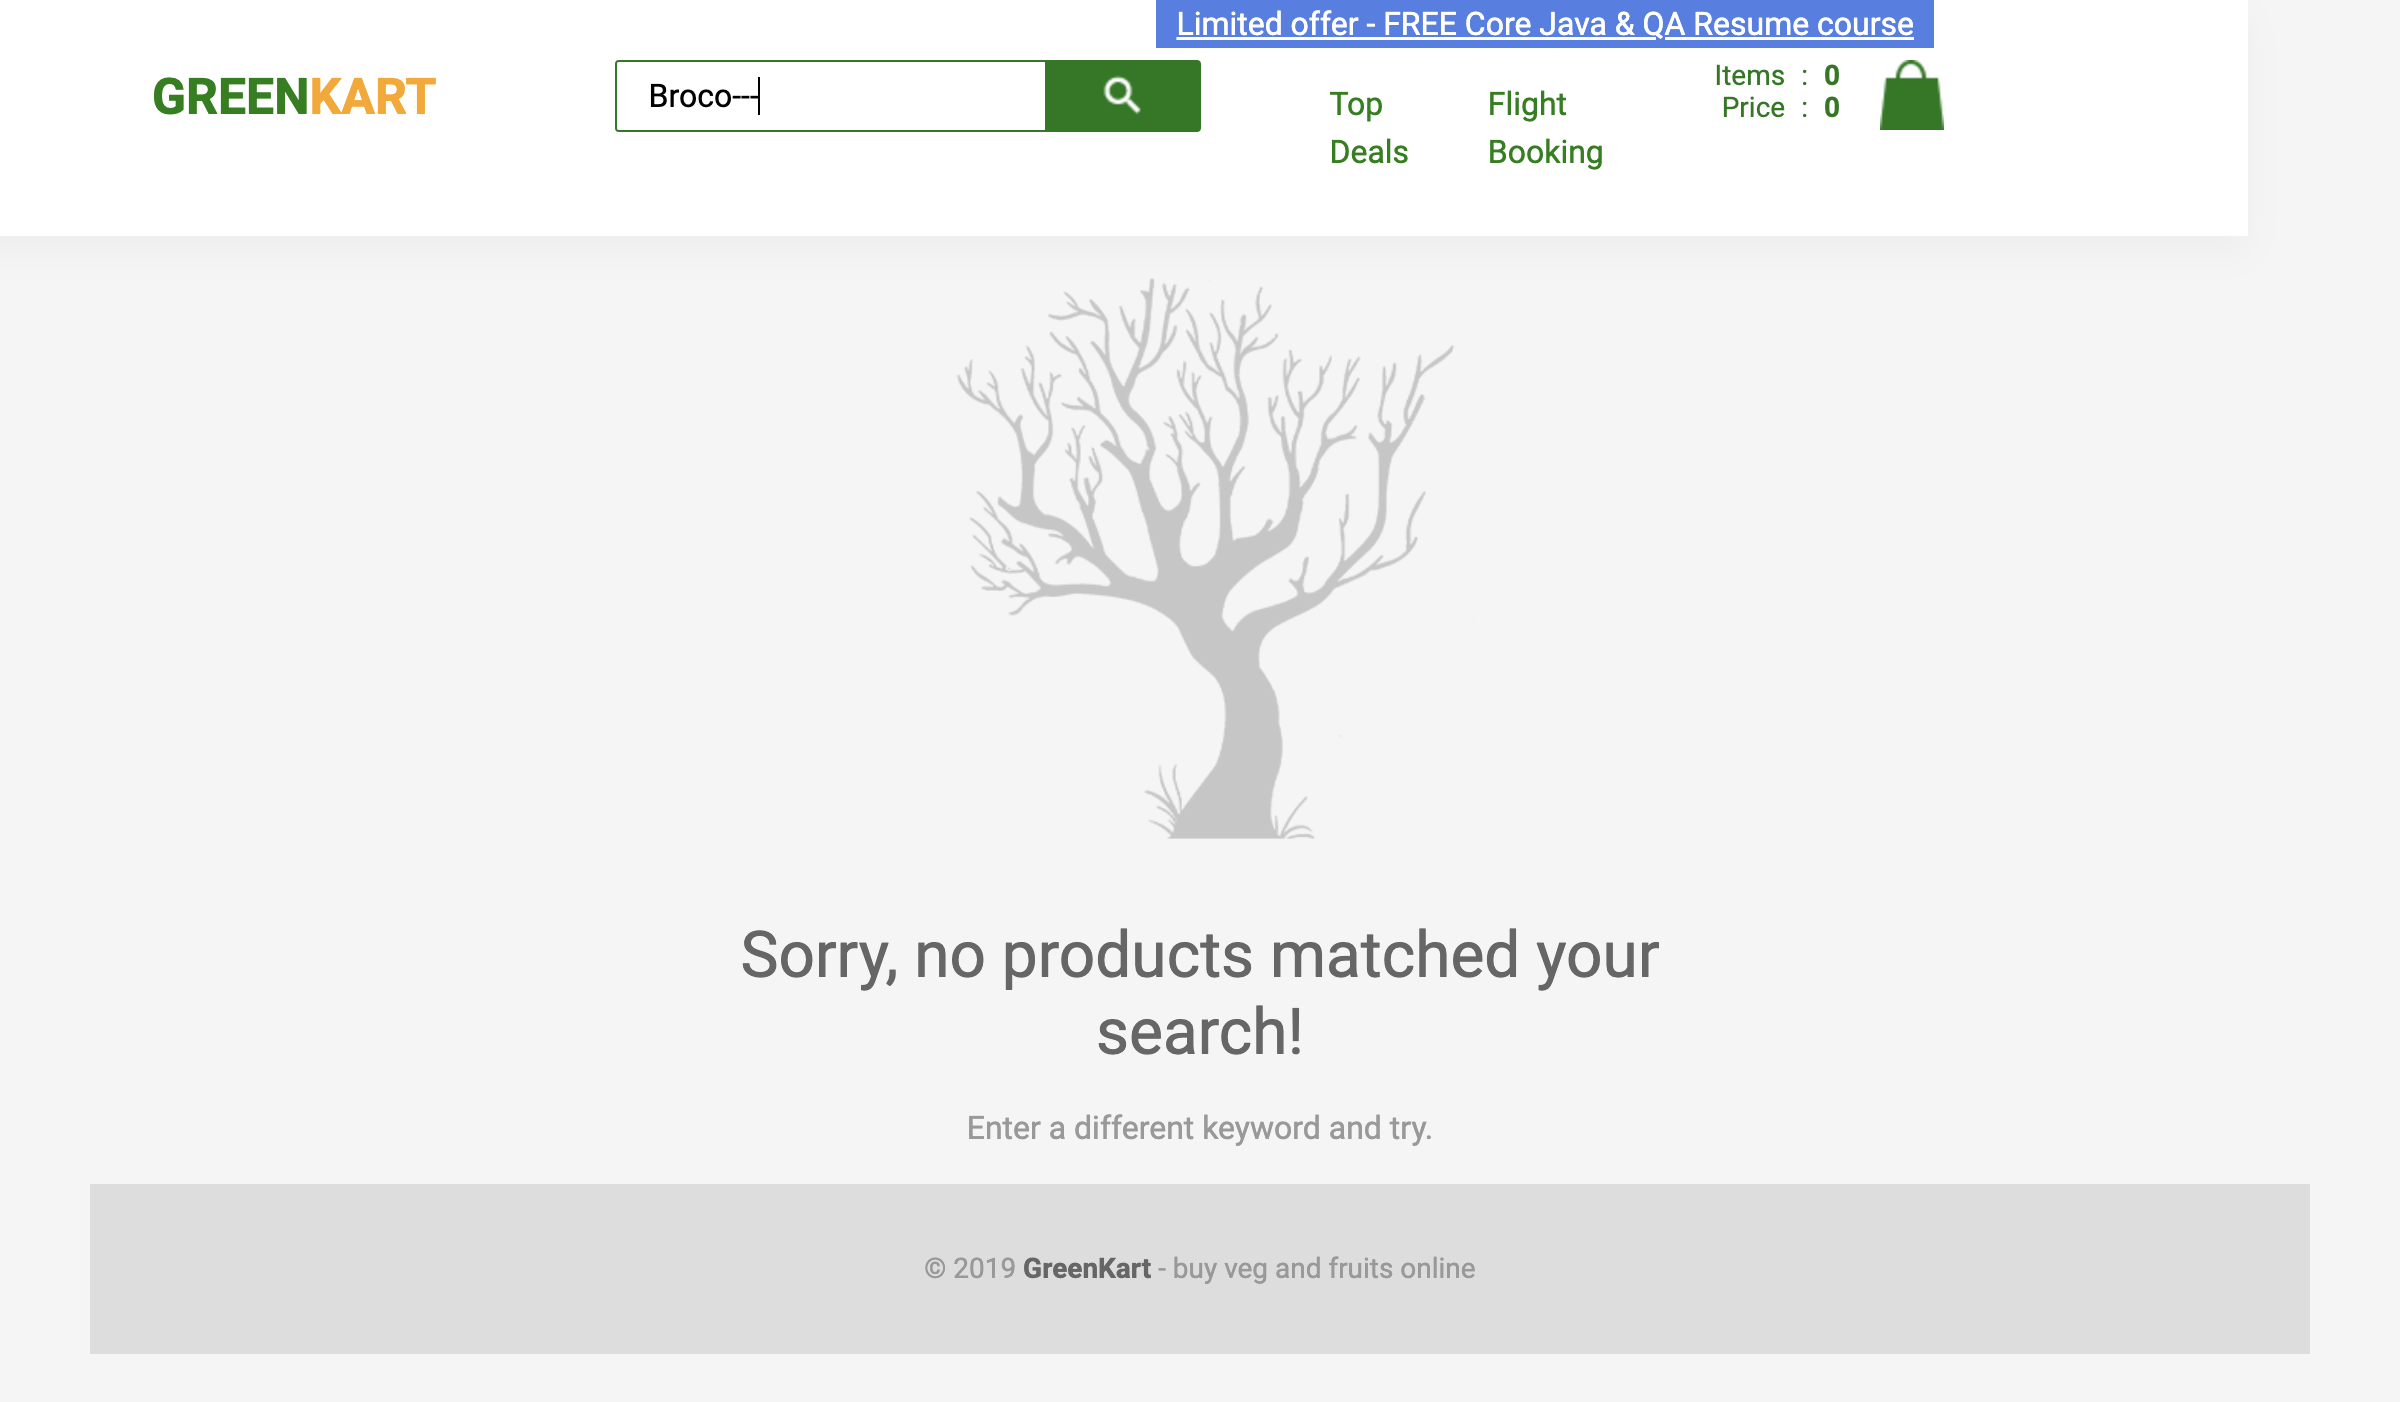 Limited offer - FREE Core Java & QA Resume course
GREENKART
Broco---
Top
Deals
Flight
Booking
Items : 0
Price : 0
Sorry, no products matched your
search!
Enter a different keyword and try.
© 2019 GreenKart - buy veg and fruits online